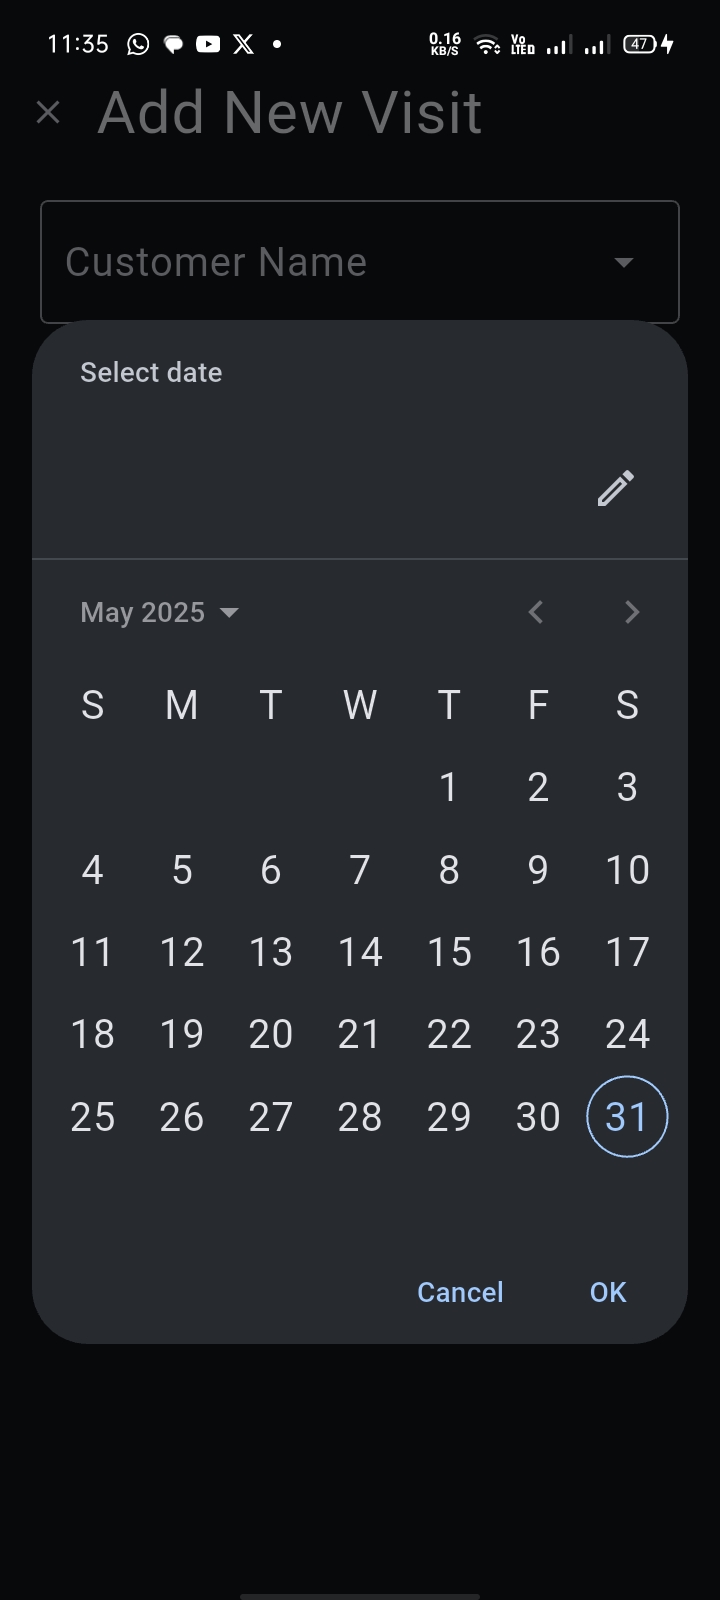 11:35 0.16 KB/S Vo LTED 47
Add New Visit
Customer Name
Select date
May 2025
S M T W T F S
1 2 3
4 5 6 7 8 9 10
11 12 13 14 15 16 17
18 19 20 21 22 23 24
25 26 27 28 29 30 31
Cancel OK